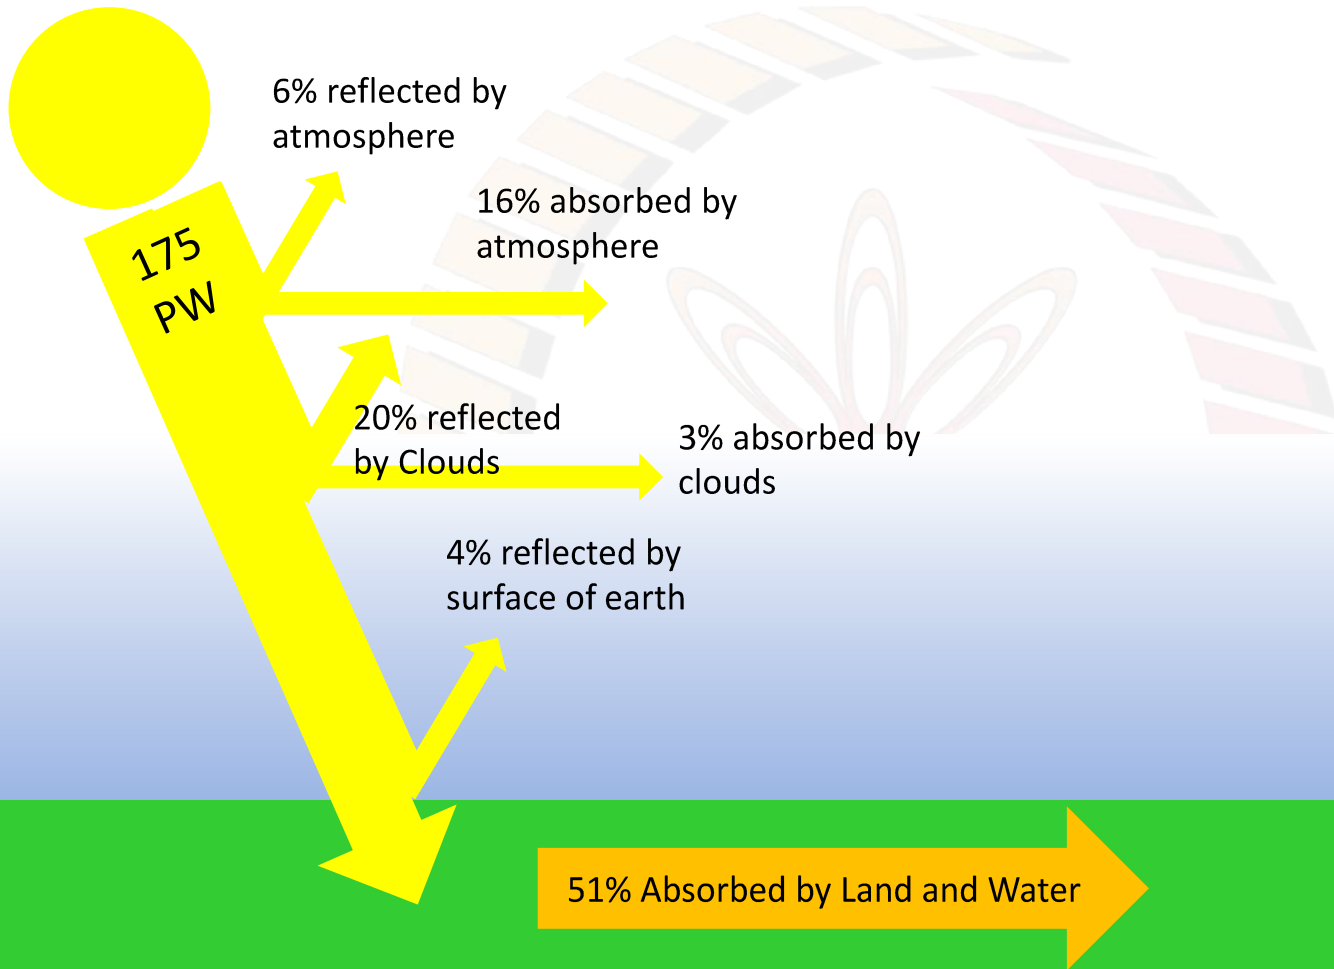 6% reflected by
atmosphere
175
PW
16% absorbed by
atmosphere
20% reflected
by Clouds
3% absorbed by
clouds
4% reflected by
surface of earth
51% Absorbed by Land and Water